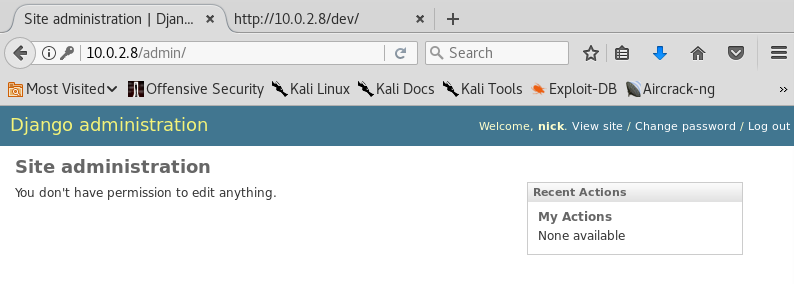 Site administration | Djan...
http://10.0.2.8/dev/
10.0.2.8/admin/
Search
Most Visited
Offensive Security
Kali Linux
Kali Docs
Kali Tools
Exploit-DB
Aircrack-ng
Django administration
Welcome, nick. View site / Change password / Log out
Site administration
You don't have permission to edit anything.
Recent Actions
My Actions
None available